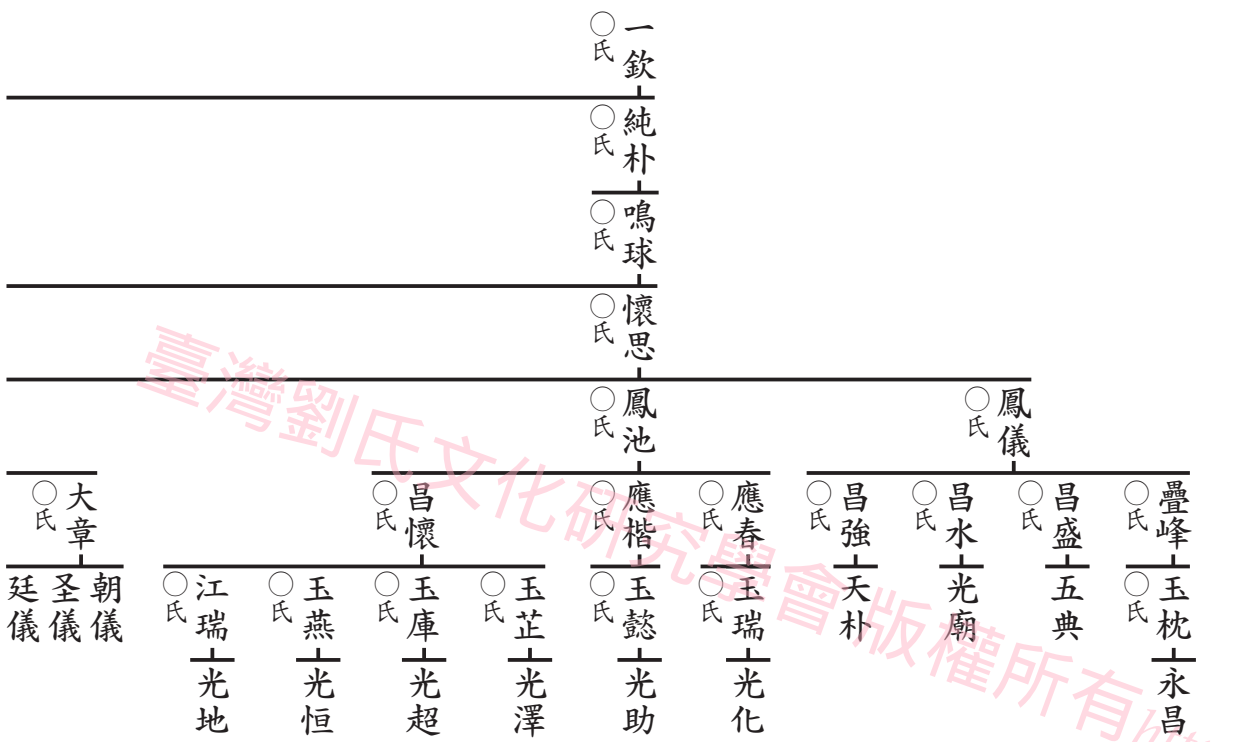 一欽
○氏
純朴
○氏
鳴球
○氏
懷思
○氏
鳳儀
○氏
鳳池
○氏
疊峰
○氏
昌盛
○氏
昌水
○氏
昌強
○氏
應春
○氏
應楷
○氏
昌懷
○氏
大章
○氏
玉枕
○氏
五典
光廟
天朴
玉瑞
○氏
玉懿
○氏
玉芷
○氏
玉庫
○氏
玉燕
○氏
江瑞
○氏
朝儀
圣儀
廷儀
永昌
光化
光助
光澤
光超
光恒
光地
臺灣劉氏文化研究學會版權所有